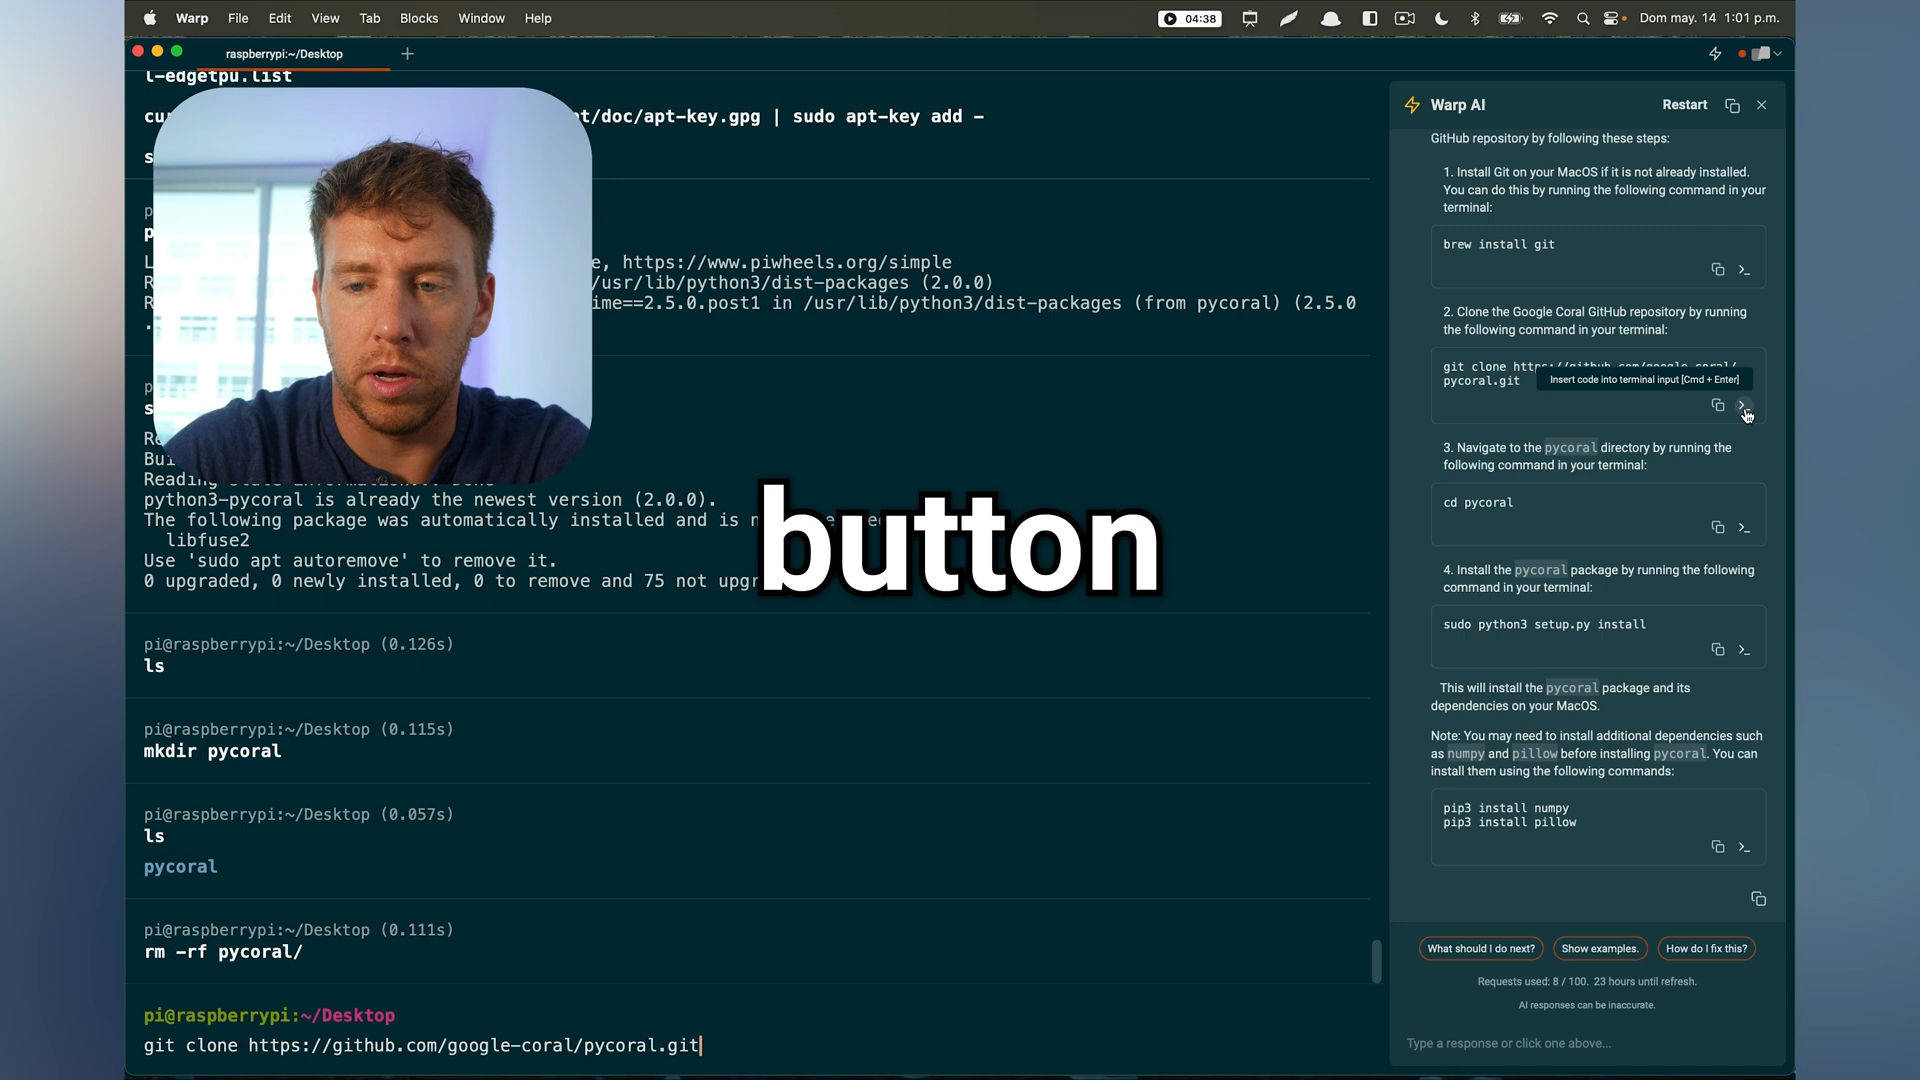 Warp File Edit View Tab Blocks Window Help 04:38 Dom may. 14 1:01 p.m.
raspberrypi:~/Desktop
l-edgetpu.list
/doc/apt-key.gpg | sudo apt-key add -
e, https://www.piwheels.org/simple
/usr/lib/python3/dist-packages (2.0.0)
ime==2.5.0.post1 in /usr/lib/python3/dist-packages (from pycoral) (2.5.0
Reading
python3-pycoral is already the newest version (2.0.0).
The following package was automatically installed and is
libfuse2
Use 'sudo apt autoremove' to remove it.
0 upgraded, 0 newly installed, 0 to remove and 75 not upgr
button
pi@raspberrypi:~/Desktop (0.126s)
ls
pi@raspberrypi:~/Desktop (0.115s)
mkdir pycoral
pi@raspberrypi:~/Desktop (0.057s)
ls
pycoral
pi@raspberrypi:~/Desktop (0.111s)
rm -rf pycoral/
pi@raspberrypi:~/Desktop
git clone https://github.com/google-coral/pycoral.git
Warp AI Restart
GitHub repository by following these steps:
1. Install Git on your MacOS if it is not already installed.
You can do this by running the following command in your
terminal:
brew install git
2. Clone the Google Coral GitHub repository by running
the following command in your terminal:
git clone https://github.com/google-coral/
pycoral.git
Insert code into terminal input [Cmd + Enter]
3. Navigate to the pycoral directory by running the
following command in your terminal:
cd pycoral
4. Install the pycoral package by running the following
command in your terminal:
sudo python3 setup.py install
This will install the pycoral package and its
dependencies on your MacOS.
Note: You may need to install additional dependencies such
as numpy and pillow before installing pycoral. You can
install them using the following commands:
pip3 install numpy
pip3 install pillow
What should I do next? Show examples. How do I fix this?
Requests used: 8 / 100. 23 hours until refresh.
AI responses can be inaccurate.
Type a response or click one above...